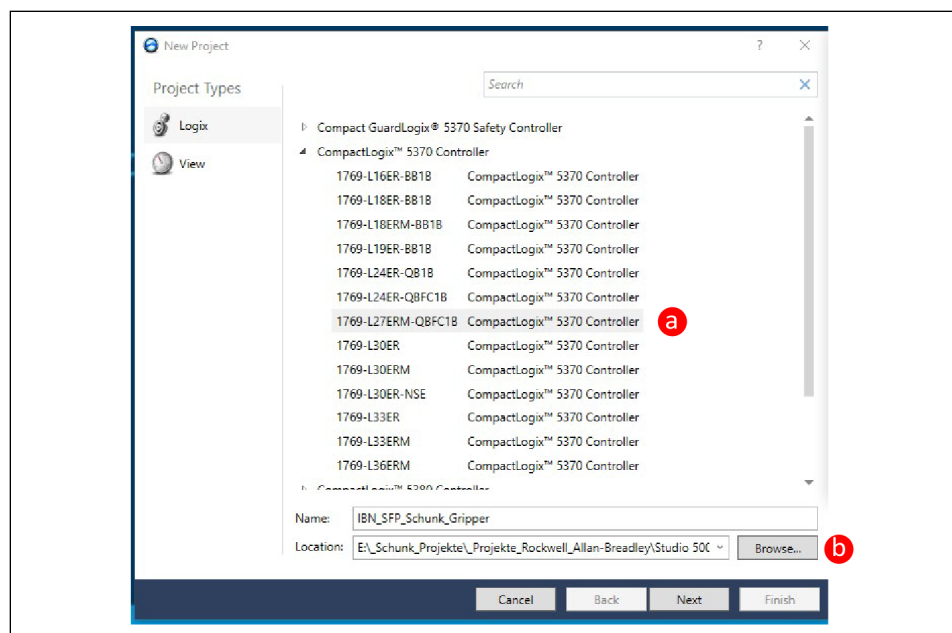 New Project
?
Project Types
Search
Logix
View
Compact GuardLogix® 5370 Safety Controller
CompactLogix™ 5370 Controller
1769-L16ER-BB1B CompactLogix™ 5370 Controller
1769-L18ER-BB1B CompactLogix™ 5370 Controller
1769-L18ERM-BB1B CompactLogix™ 5370 Controller
1769-L19ER-BB1B CompactLogix™ 5370 Controller
1769-L24ER-QB1B CompactLogix™ 5370 Controller
1769-L24ER-QBFC1B CompactLogix™ 5370 Controller
1769-L27ERM-QBFC1B CompactLogix™ 5370 Controller a
1769-L30ER CompactLogix™ 5370 Controller
1769-L30ERM CompactLogix™ 5370 Controller
1769-L30ER-NSE CompactLogix™ 5370 Controller
1769-L33ER CompactLogix™ 5370 Controller
1769-L33ERM CompactLogix™ 5370 Controller
1769-L36ERM CompactLogix™ 5370 Controller
CompactLogix™ 5380 Controller
Name: IBN_SFP_Schunk_Gripper
Location: E:\_Schunk_Projekte\_Projekte_Rockwell_Allan-Breadley\Studio 500 Browse... b
Cancel Back Next Finish